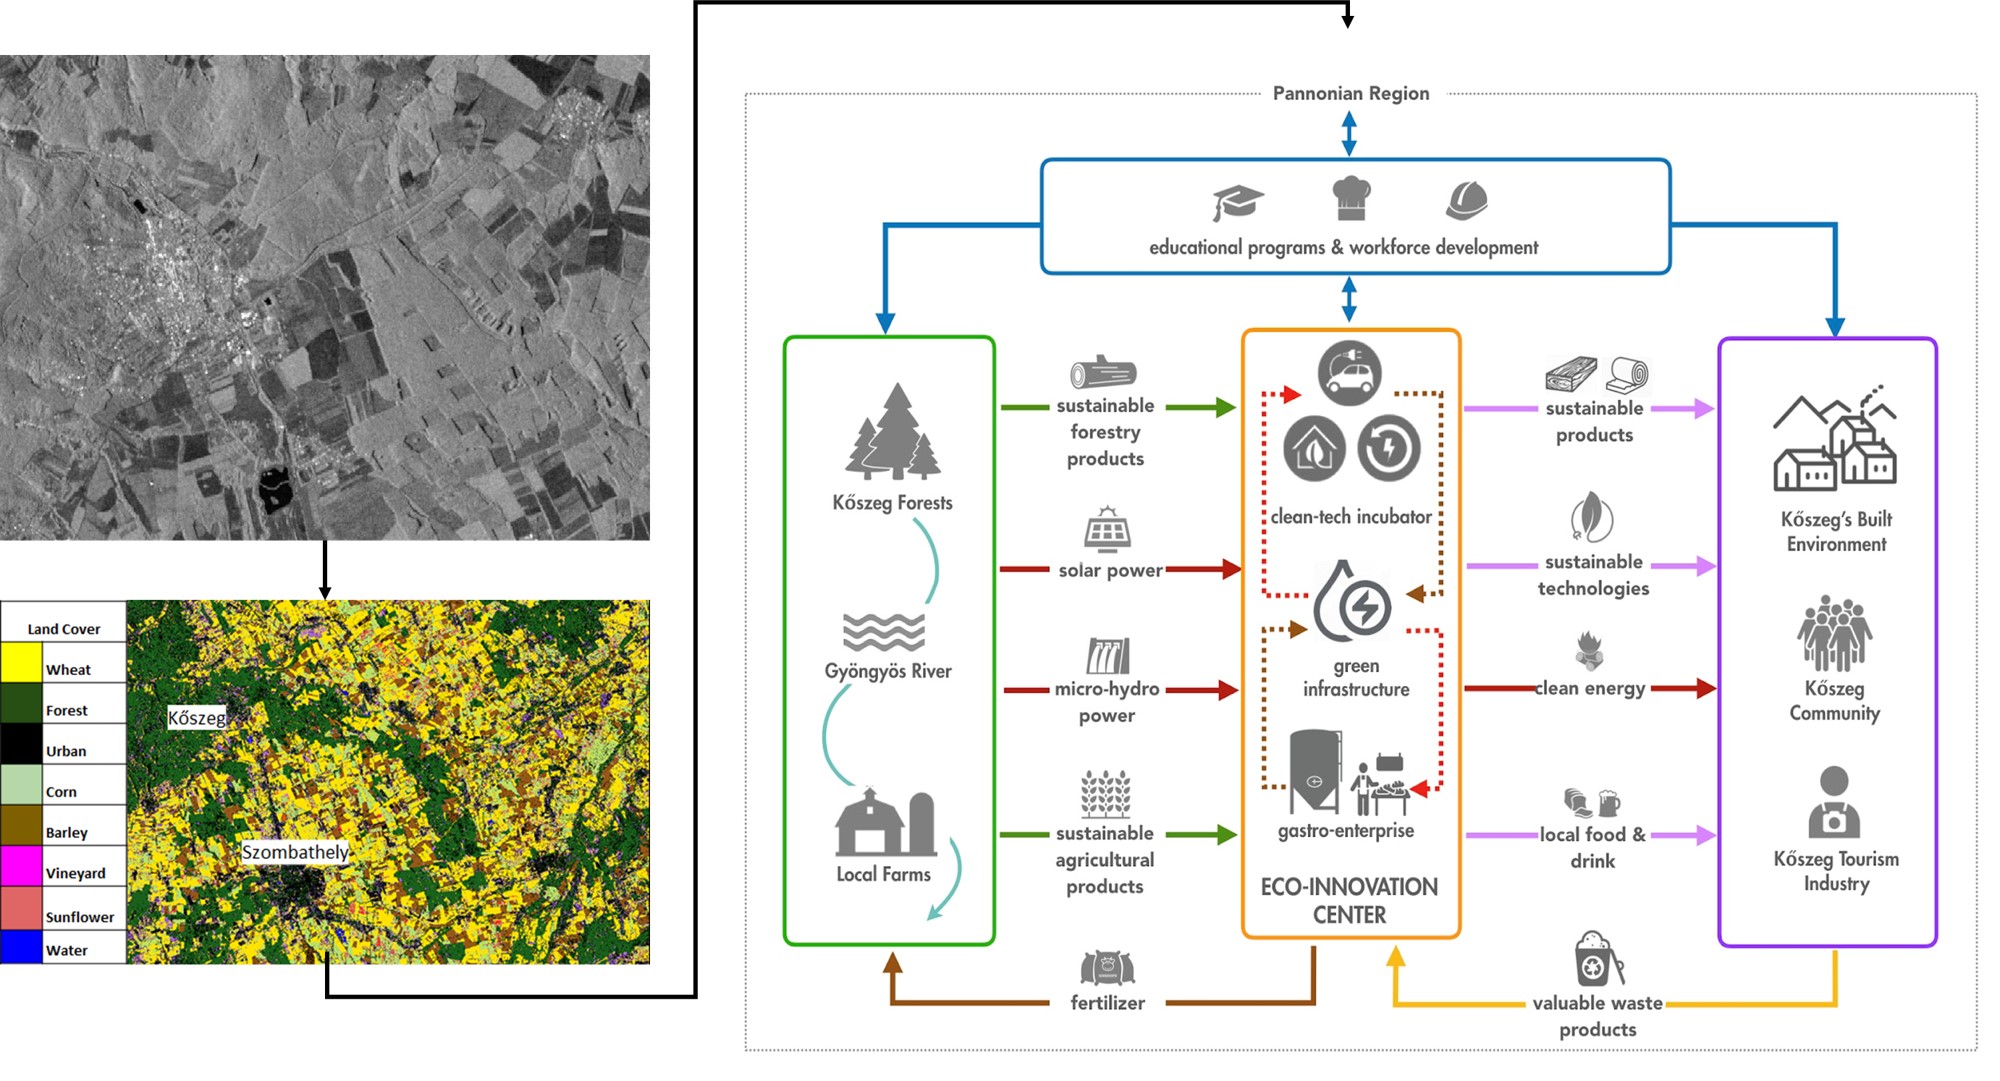 Land Cover
Wheat
Forest
Urban
Corn
Barley
Vineyard
Sunflower
Water
Kőszeg
Szombathely
Pannonian Region
educational programs & workforce development
Kőszeg Forests
Gyöngyös River
Local Farms
sustainable
forestry
products
solar power
micro-hydro
power
sustainable
agricultural
products
fertilizer
clean-tech incubator
green
infrastructure
gastro-enterprise
ECO-INNOVATION
CENTER
sustainable
products
sustainable
technologies
clean energy
local food &
drink
valuable waste
products
Kőszeg's Built
Environment
Kőszeg
Community
Kőszeg Tourism
Industry